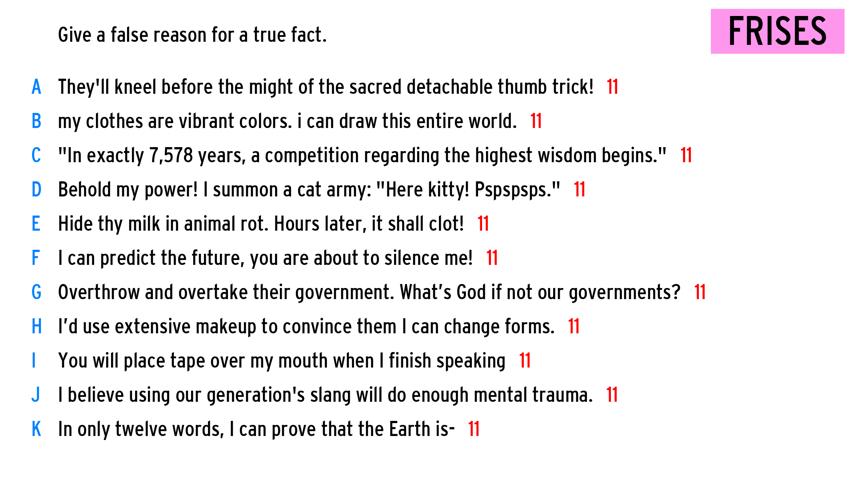 Give a false reason for a true fact.
FRISES
A They'll kneel before the might of the sacred detachable thumb trick! 11
B my clothes are vibrant colors. i can draw this entire world. 11
C "In exactly 7,578 years, a competition regarding the highest wisdom begins." 11
D Behold my power! I summon a cat army: "Here kitty! Pspspsps." 11
E Hide thy milk in animal rot. Hours later, it shall clot! 11
F I can predict the future, you are about to silence me! 11
G Overthrow and overtake their government. What’s God if not our governments? 11
H I’d use extensive makeup to convince them I can change forms. 11
I You will place tape over my mouth when I finish speaking 11
J I believe using our generation's slang will do enough mental trauma. 11
K In only twelve words, I can prove that the Earth is- 11